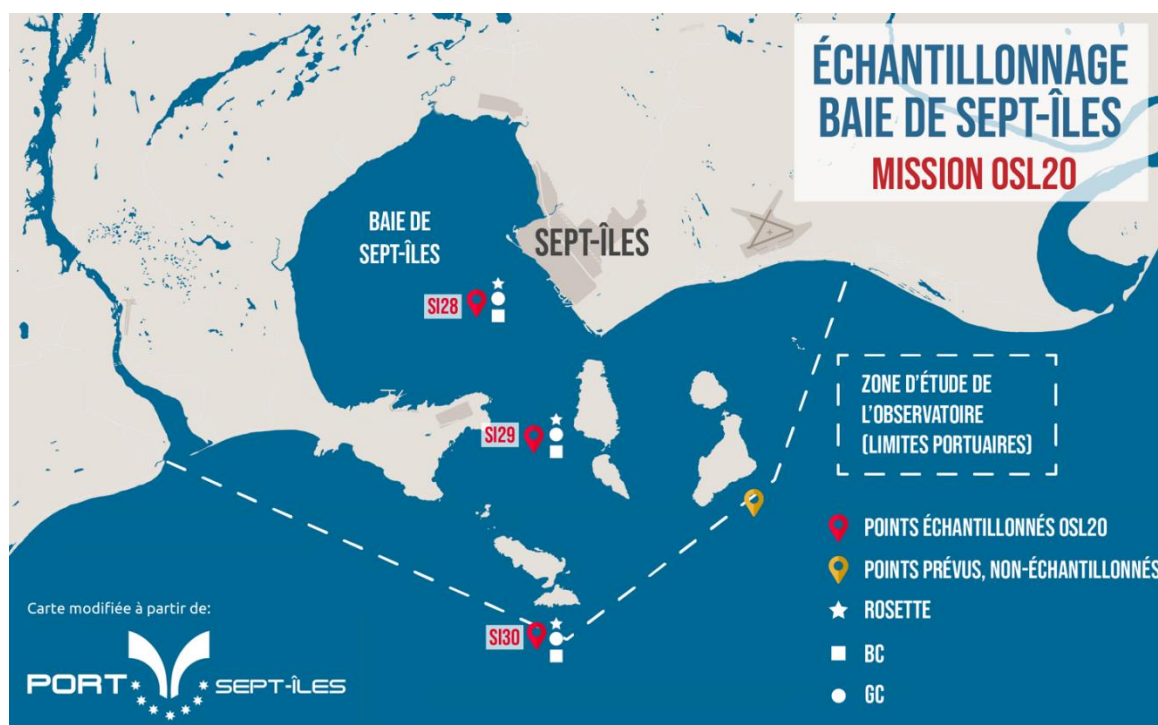 ÉCHANTILLONNAGE
BAIE DE SEPT-ÎLES
MISSION OSL20
BAIE DE
SEPT-ÎLES
SEPT-ÎLES
SI28
SI29
SI30
ZONE D'ÉTUDE DE
L'OBSERVATOIRE
(LIMITES PORTUAIRES)
POINTS ÉCHANTILLONNÉS OSL20
POINTS PRÉVUS, NON-ÉCHANTILLONNÉS
ROSETTE
BC
GC
Carte modifiée à partir de:
PORT SEPT-ÎLES